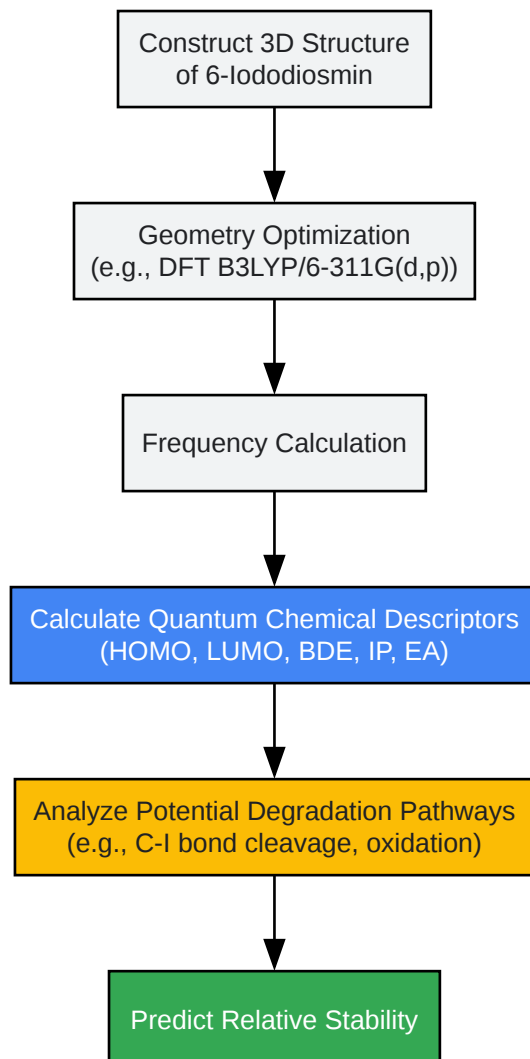 Construct 3D Structure
of 6-Iododiosmin
Geometry Optimization
(e.g., DFT B3LYP/6-311G(d,p))
Frequency Calculation
Calculate Quantum Chemical Descriptors
(HOMO, LUMO, BDE, IP, EA)
Analyze Potential Degradation Pathways
(e.g., C-I bond cleavage, oxidation)
Predict Relative Stability